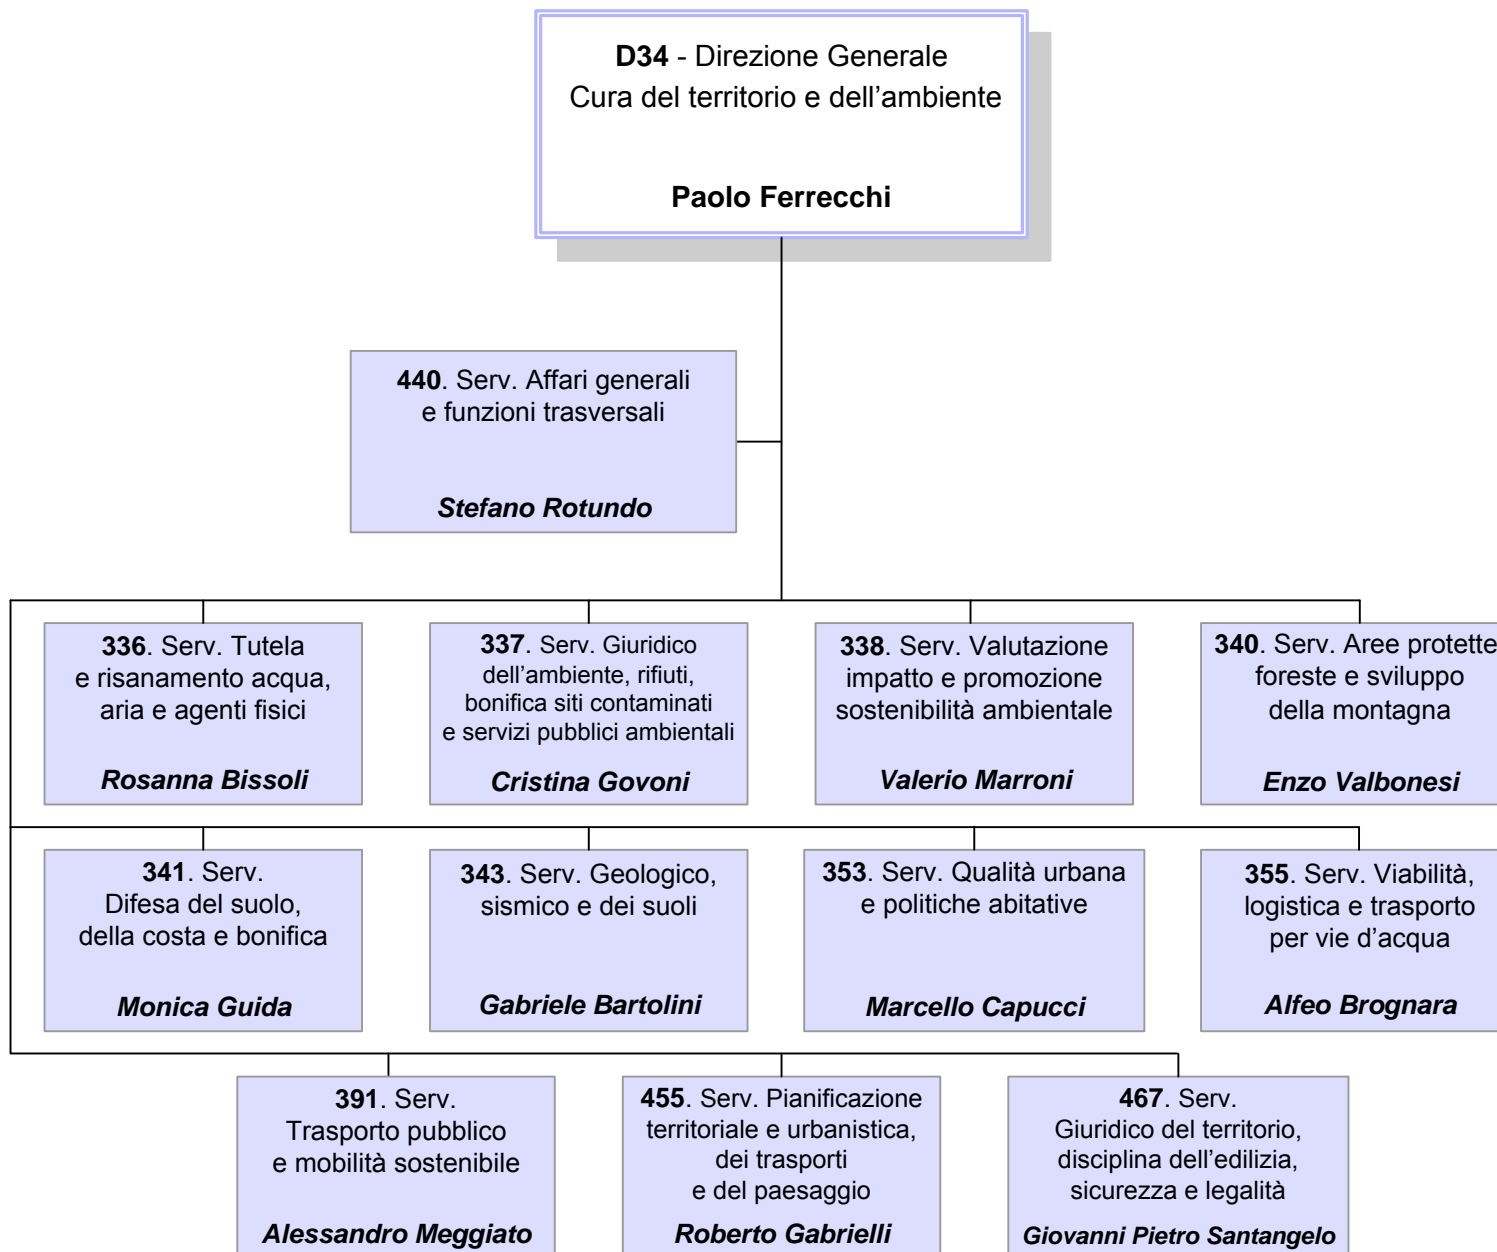 D34 - Direzione Generale
Cura del territorio e dell’ambiente
Paolo Ferrecchi
440. Serv. Affari generali
e funzioni trasversali
Stefano Rotundo
336. Serv. Tutela
e risanamento acqua,
aria e agenti fisici
Rosanna Bissoli
337. Serv. Giuridico
dell’ambiente, rifiuti,
bonifica siti contaminati
e servizi pubblici ambientali
Cristina Govoni
338. Serv. Valutazione
impatto e promozione
sostenibilità ambientale
Valerio Marroni
340. Serv. Aree protette
foreste e sviluppo
della montagna
Enzo Valbonesi
341. Serv.
Difesa del suolo,
della costa e bonifica
Monica Guida
343. Serv. Geologico,
sismico e dei suoli
Gabriele Bartolini
353. Serv. Qualità urbana
e politiche abitative
Marcello Capucci
355. Serv. Viabilità,
logistica e trasporto
per vie d’acqua
Alfeo Brognara
391. Serv.
Trasporto pubblico
e mobilità sostenibile
Alessandro Meggiato
455. Serv. Pianificazione
territoriale e urbanistica,
dei trasporti
e del paesaggio
Roberto Gabrielli
467. Serv.
Giuridico del territorio,
disciplina dell’edilizia,
sicurezza e legalità
Giovanni Pietro Santangelo